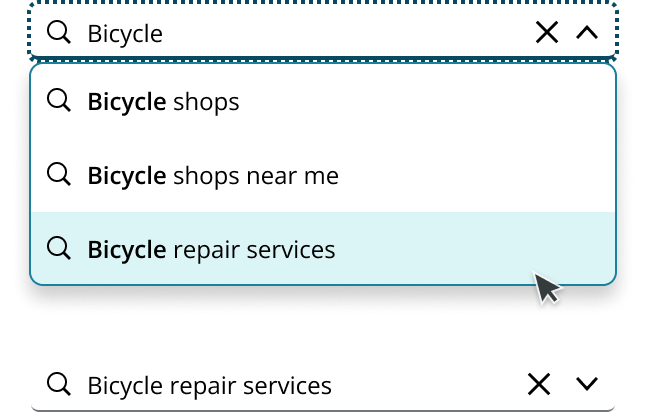 Bicycle
Bicycle shops
Bicycle shops near me
Bicycle repair services
Bicycle repair services